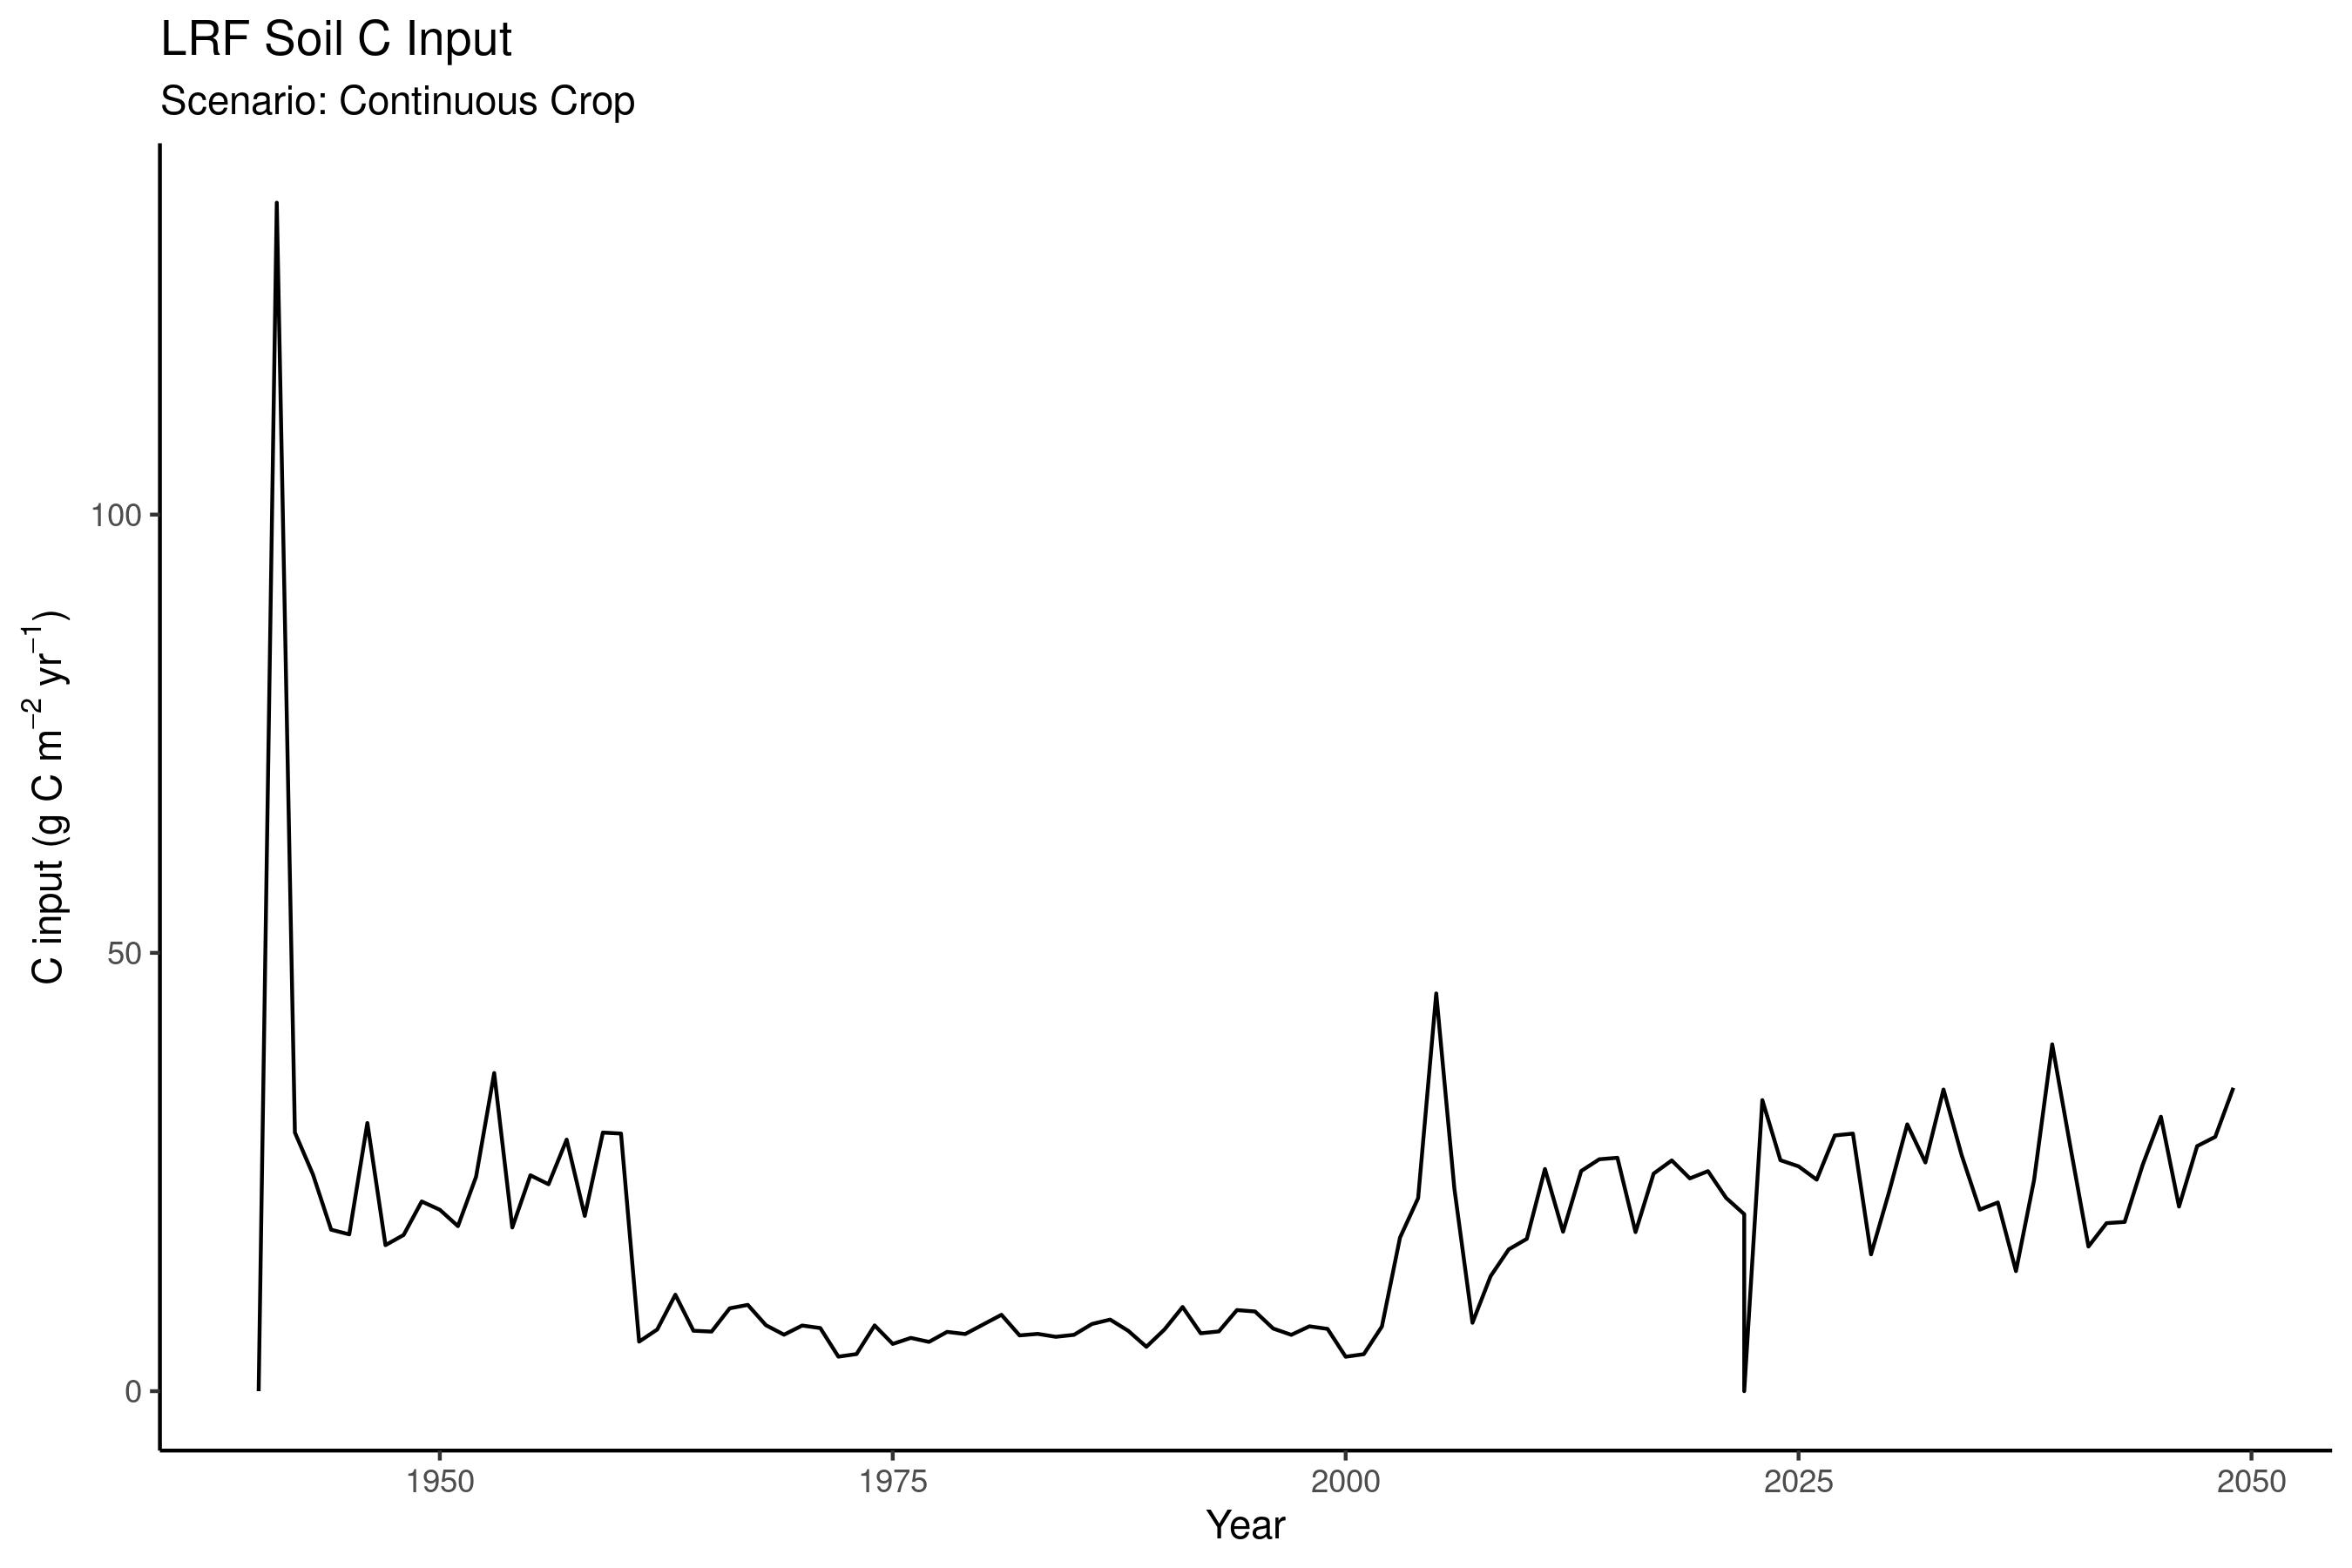 LRF Soil C Input
Scenario: Continuous Crop
C input (g C m⁻² yr⁻¹)
100
50
0
1950
1975
2000
2025
2050
Year